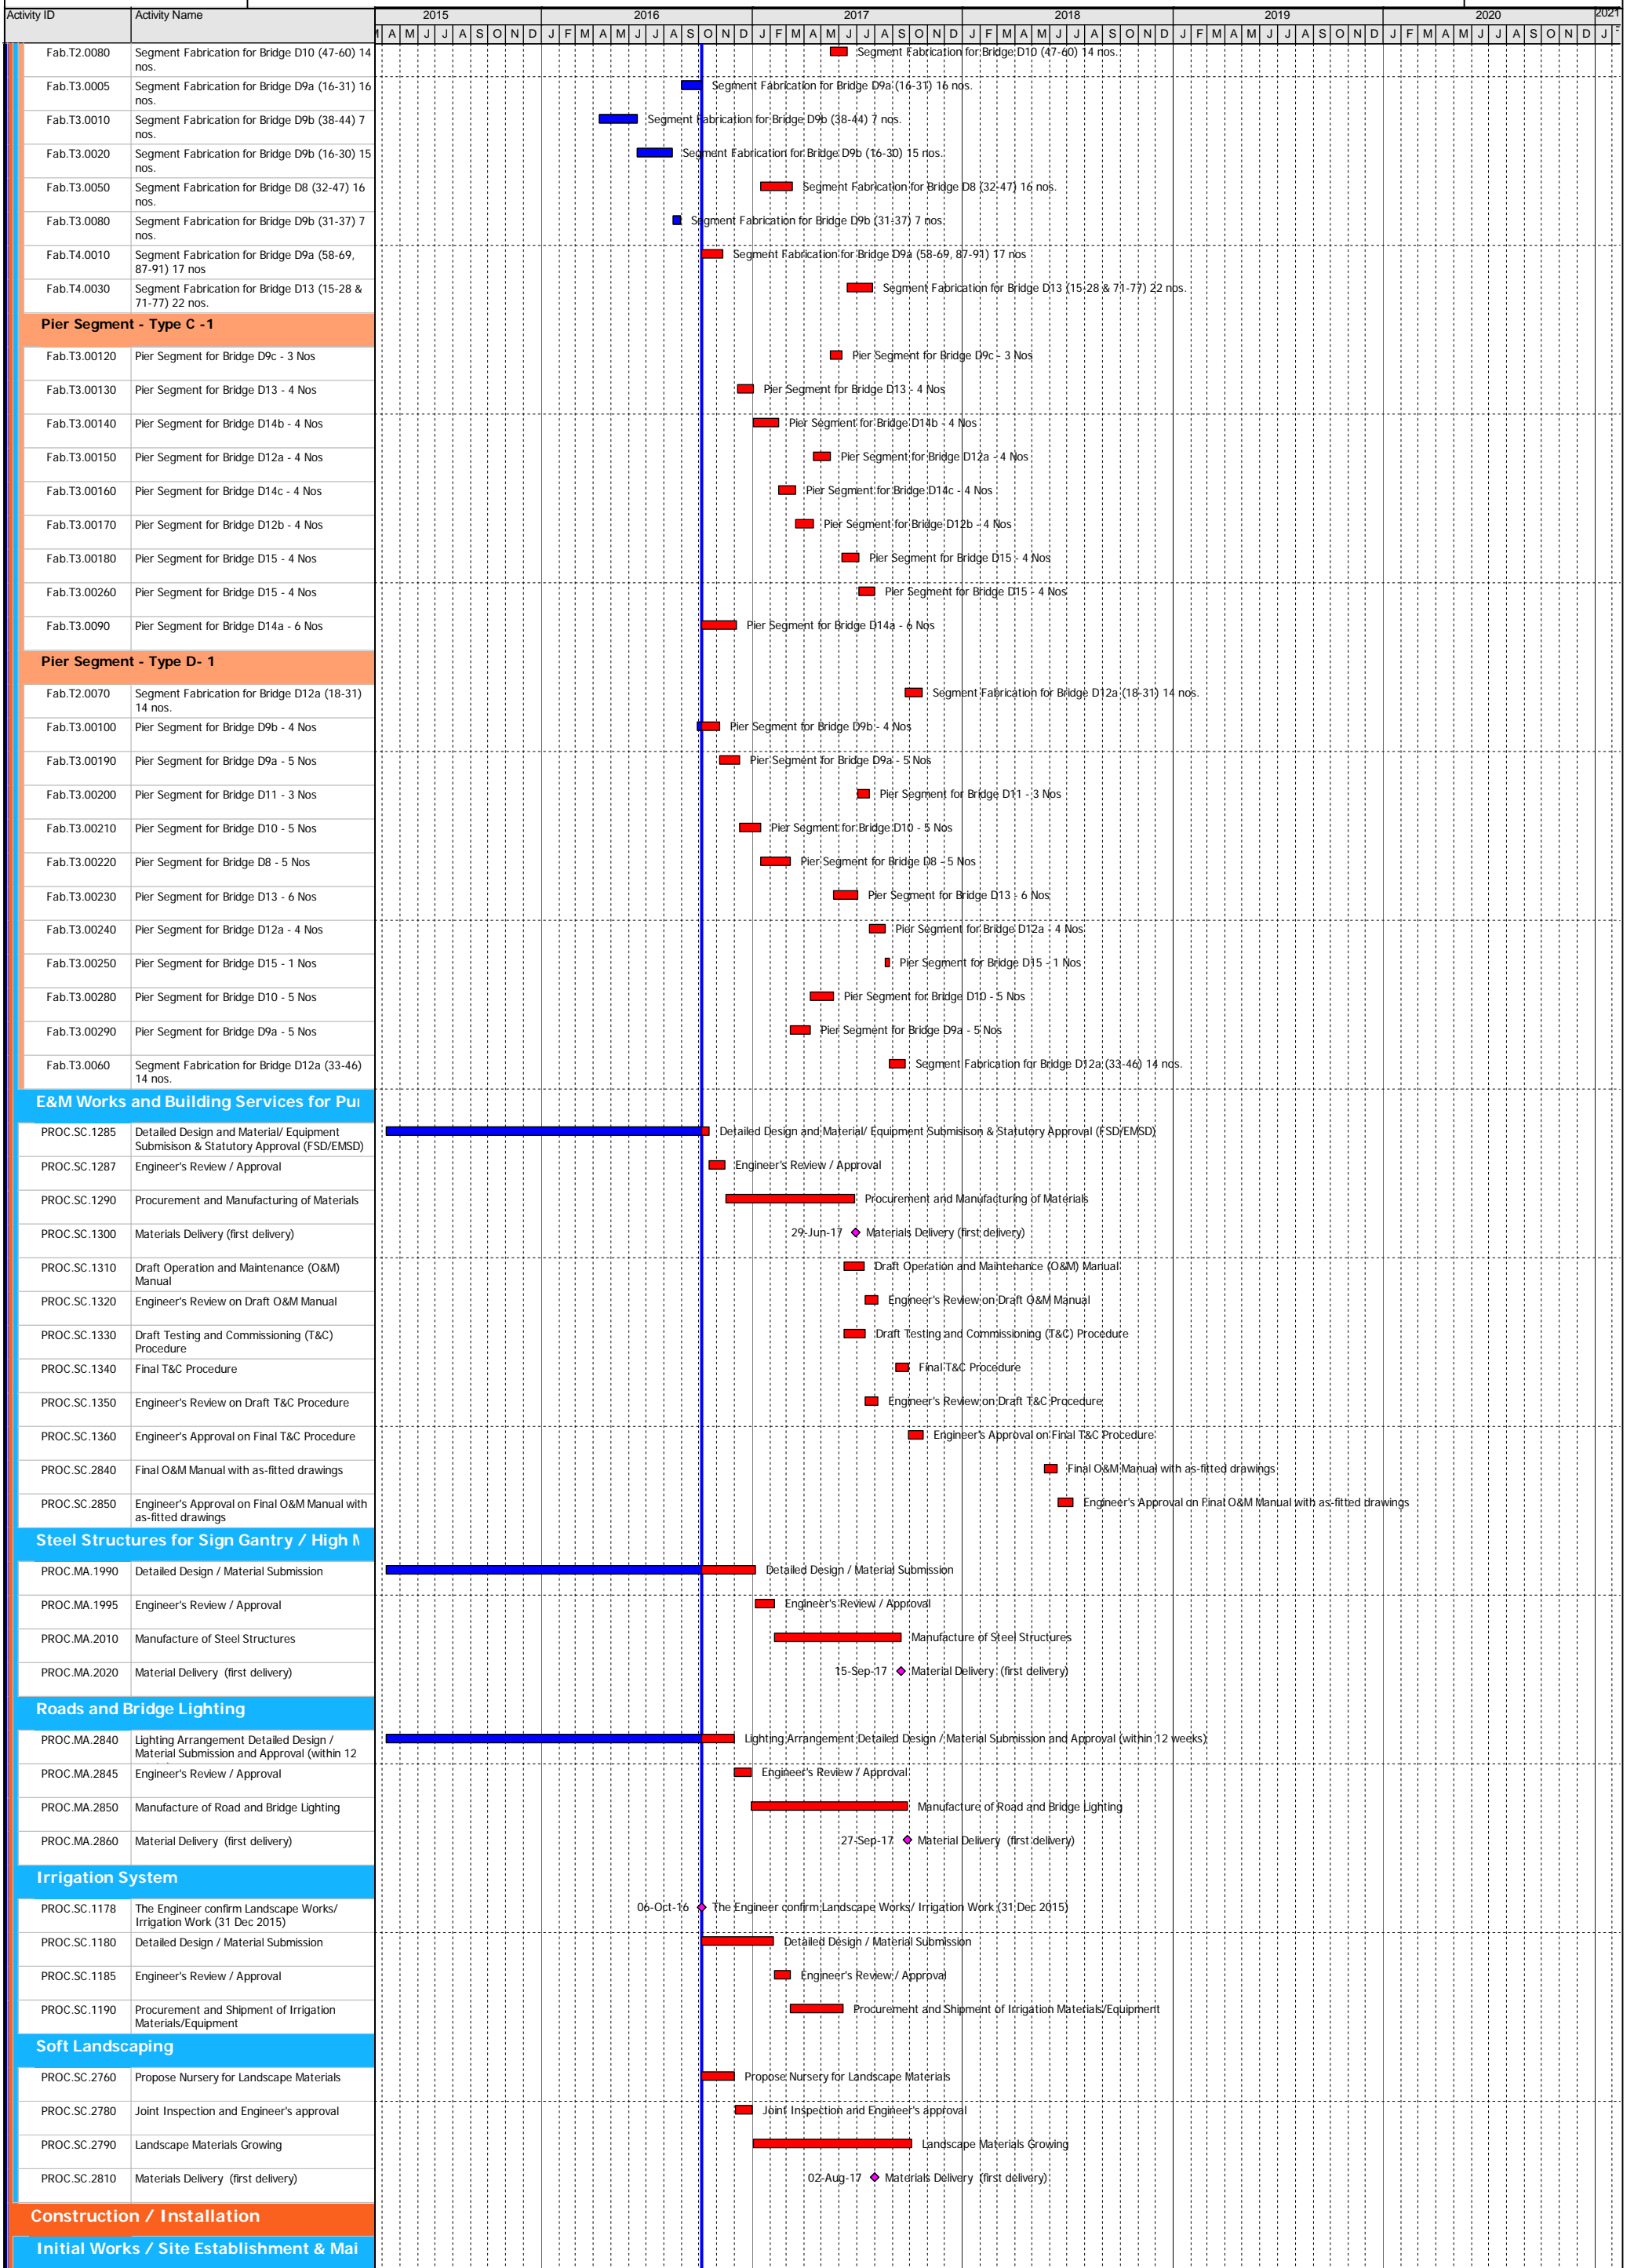 Activity ID Activity Name 2015 2016 2017 2018 2019 2020 2021
A M J J A S O N D J F M A M J J A S O N D J F M A M J J A S O N D J F M A M J J A S O N D J F M A M J J A S O N D J F M A M J J A S O N D J
Fab.T2.0080 Segment Fabrication for Bridge D10 (47-60) 14 Segment Fabrication for Bridge D10 (47-60) 14 nos.
nos.
Fab.T3.0005 Segment Fabrication for Bridge D9a (16-31) 16 Segment Fabrication for Bridge D9a (16-31) 16 nos.
nos.
Fab.T3.0010 Segment Fabrication for Bridge D9b (38-44) 7 Segment Fabrication for Bridge D9b (38-44) 7 nos.
nos.
Fab.T3.0020 Segment Fabrication for Bridge D9b (16-30) 15 Segment Fabrication for Bridge D9b (16-30) 15 nos.
nos.
Fab.T3.0050 Segment Fabrication for Bridge D8 (32-47) 16 Segment Fabrication for Bridge D8 (32-47) 16 nos.
nos.
Fab.T3.0080 Segment Fabrication for Bridge D9b (31-37) 7 Segment Fabrication for Bridge D9b (31-37) 7 nos.
nos.
Fab.T4.0010 Segment Fabrication for Bridge D9a (58-69, Segment Fabrication for Bridge D9a (58-69, 87-91) 17 nos
87-91) 17 nos
Fab.T4.0030 Segment Fabrication for Bridge D13 (15-28 & Segment Fabrication for Bridge D13 (15-28 & 71-77) 22 nos.
71-77) 22 nos.
Pier Segment - Type C -1
Fab.T3.00120 Pier Segment for Bridge D9c - 3 Nos Pier Segment for Bridge D9c - 3 Nos
Fab.T3.00130 Pier Segment for Bridge D13 - 4 Nos Pier Segment for Bridge D13 - 4 Nos
Fab.T3.00140 Pier Segment for Bridge D14b - 4 Nos Pier Segment for Bridge D14b - 4 Nos
Fab.T3.00150 Pier Segment for Bridge D12a - 4 Nos Pier Segment for Bridge D12a - 4 Nos
Fab.T3.00160 Pier Segment for Bridge D14c - 4 Nos Pier Segment for Bridge D14c - 4 Nos
Fab.T3.00170 Pier Segment for Bridge D12b - 4 Nos Pier Segment for Bridge D12b - 4 Nos
Fab.T3.00180 Pier Segment for Bridge D15 - 4 Nos Pier Segment for Bridge D15 - 4 Nos
Fab.T3.00260 Pier Segment for Bridge D15 - 4 Nos Pier Segment for Bridge D15 - 4 Nos
Fab.T3.0090 Pier Segment for Bridge D14a - 6 Nos Pier Segment for Bridge D14a - 6 Nos
Pier Segment - Type D- 1
Fab.T2.0070 Segment Fabrication for Bridge D12a (18-31) Segment Fabrication for Bridge D12a (18-31) 14 nos.
14 nos.
Fab.T3.00100 Pier Segment for Bridge D9b - 4 Nos Pier Segment for Bridge D9b - 4 Nos
Fab.T3.00190 Pier Segment for Bridge D9a - 5 Nos Pier Segment for Bridge D9a - 5 Nos
Fab.T3.00200 Pier Segment for Bridge D11 - 3 Nos Pier Segment for Bridge D11 - 3 Nos
Fab.T3.00210 Pier Segment for Bridge D10 - 5 Nos Pier Segment for Bridge D10 - 5 Nos
Fab.T3.00220 Pier Segment for Bridge D8 - 5 Nos Pier Segment for Bridge D8 - 5 Nos
Fab.T3.00230 Pier Segment for Bridge D13 - 6 Nos Pier Segment for Bridge D13 - 6 Nos
Fab.T3.00240 Pier Segment for Bridge D12a - 4 Nos Pier Segment for Bridge D12a - 4 Nos
Fab.T3.00250 Pier Segment for Bridge D15 - 1 Nos Pier Segment for Bridge D15 - 1 Nos
Fab.T3.00280 Pier Segment for Bridge D10 - 5 Nos Pier Segment for Bridge D10 - 5 Nos
Fab.T3.00290 Pier Segment for Bridge D9a - 5 Nos Pier Segment for Bridge D9a - 5 Nos
Fab.T3.0060 Segment Fabrication for Bridge D12a (33-46) Segment Fabrication for Bridge D12a (33-46) 14 nos.
14 nos.
E&M Works and Building Services for Pu
PROC.SC.1285 Detailed Design and Material/ Equipment Detailed Design and Material/ Equipment Submisison & Statutory Approval (FSD/EMSD)
Submisison & Statutory Approval (FSD/EMSD)
PROC.SC.1287 Engineer's Review / Approval Engineer's Review / Approval
PROC.SC.1290 Procurement and Manufacturing of Materials Procurement and Manufacturing of Materials
PROC.SC.1300 Materials Delivery (first delivery) 29-Jun-17 Materials Delivery (first delivery)
PROC.SC.1310 Draft Operation and Maintenance (O&M) Draft Operation and Maintenance (O&M) Manual
Manual
PROC.SC.1320 Engineer's Review on Draft O&M Manual Engineer's Review on Draft O&M Manual
PROC.SC.1330 Draft Testing and Commissioning (T&C) Draft Testing and Commissioning (T&C) Procedure
Procedure
PROC.SC.1340 Final T&C Procedure Final T&C Procedure
PROC.SC.1350 Engineer's Review on Draft T&C Procedure Engineer's Review on Draft T&C Procedure
PROC.SC.1360 Engineer's Approval on Final T&C Procedure Engineer's Approval on Final T&C Procedure
PROC.SC.2840 Final O&M Manual with as-fitted drawings Final O&M Manual with as-fitted drawings
PROC.SC.2850 Engineer's Approval on Final O&M Manual with Engineer's Approval on Final O&M Manual with as-fitted drawings
as-fitted drawings
Steel Structures for Sign Gantry / High
PROC.MA.1990 Detailed Design / Material Submission Detailed Design / Material Submission
PROC.MA.1995 Engineer's Review / Approval Engineer's Review / Approval
PROC.MA.2010 Manufacture of Steel Structures Manufacture of Steel Structures
PROC.MA.2020 Material Delivery (first delivery) 15-Sep-17 Material Delivery (first delivery)
Roads and Bridge Lighting
PROC.MA.2840 Lighting Arrangement Detailed Design / Lighting Arrangement Detailed Design / Material Submission and Approval (within 12 weeks)
Material Submission and Approval (within 12
PROC.MA.2845 Engineer's Review / Approval Engineer's Review / Approval
PROC.MA.2850 Manufacture of Road and Bridge Lighting Manufacture of Road and Bridge Lighting
PROC.MA.2860 Material Delivery (first delivery) 27-Sep-17 Material Delivery (first delivery)
Irrigation System
PROC.SC.1178 The Engineer confirm Landscape Works/ 06-Oct-16 The Engineer confirm Landscape Works/ Irrigation Work (31 Dec 2015)
Irrigation Work (31 Dec 2015)
PROC.SC.1180 Detailed Design / Material Submission Detailed Design / Material Submission
PROC.SC.1185 Engineer's Review / Approval Engineer's Review / Approval
PROC.SC.1190 Procurement and Shipment of Irrigation Procurement and Shipment of Irrigation Materials/Equipment
Materials/Equipment
Soft Landscaping
PROC.SC.2760 Propose Nursery for Landscape Materials Propose Nursery for Landscape Materials
PROC.SC.2780 Joint Inspection and Engineer's approval Joint Inspection and Engineer's approval
PROC.SC.2790 Landscape Materials Growing Landscape Materials Growing
PROC.SC.2810 Materials Delivery (first delivery) 02-Aug-17 Materials Delivery (first delivery)
Construction / Installation
Initial Works / Site Establishment & Mai